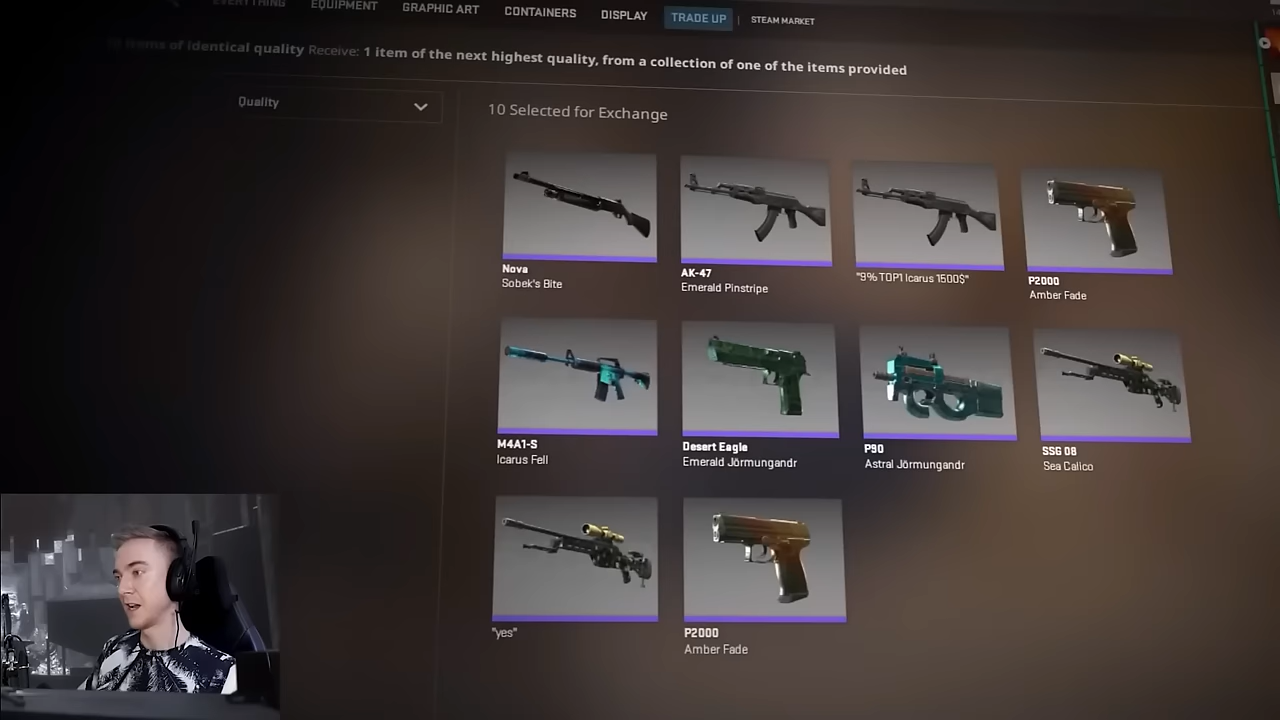 EVERYTHING EQUIPMENT GRAPHIC ART CONTAINERS DISPLAY TRADE UP | STEAM MARKET
items of identical quality Receive: 1 item of the next highest quality, from a collection of one of the items provided
Quality
10 Selected for Exchange
Nova
Sobek's Bite
AK-47
Emerald Pinstripe
"9% TOP1 Icarus 1500$"
P2000
Amber Fade
M4A1-S
Icarus Fell
Desert Eagle
Emerald Jörmungandr
P90
Astral Jörmungandr
SSG 08
Sea Calico
"yes"
P2000
Amber Fade